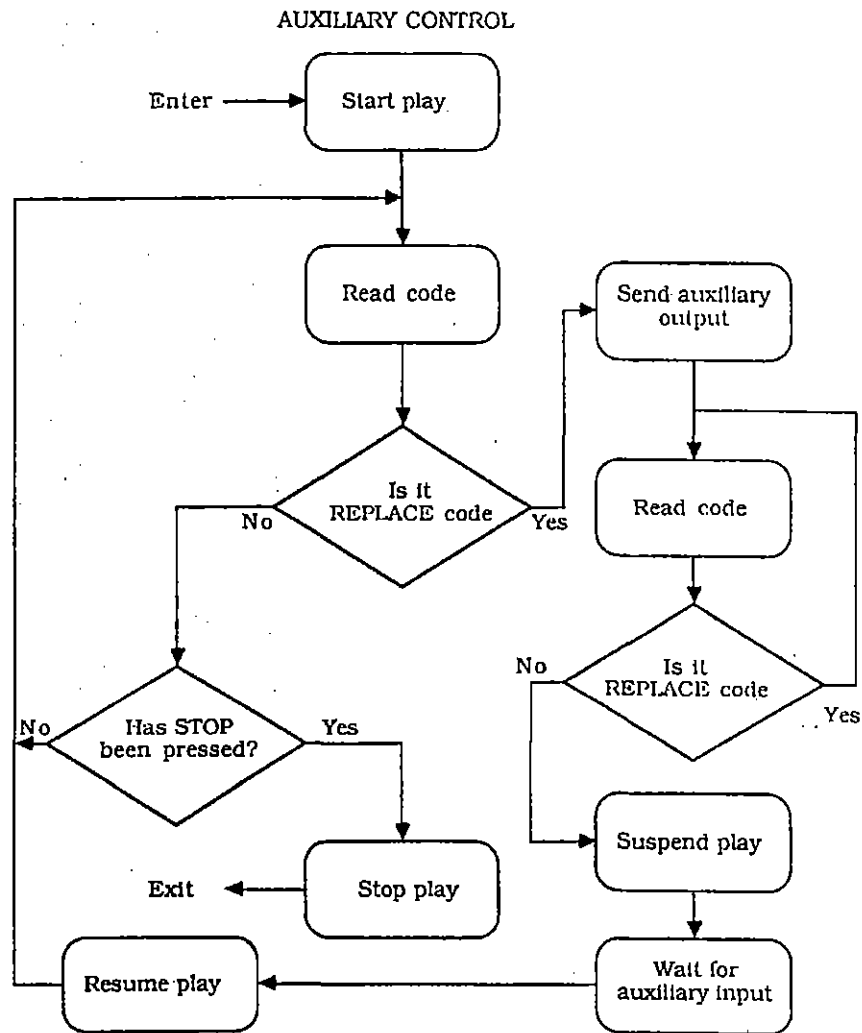 AUXILIARY CONTROL
Enter
Start play
Read code
Send auxiliary
output
Is it
REPLACE code
No
Yes
Read code
Is it
REPLACE code
No
Yes
Has STOP
been pressed?
No
Yes
Suspend play
Exit
Stop play
Resume play
Wait for
auxiliary input